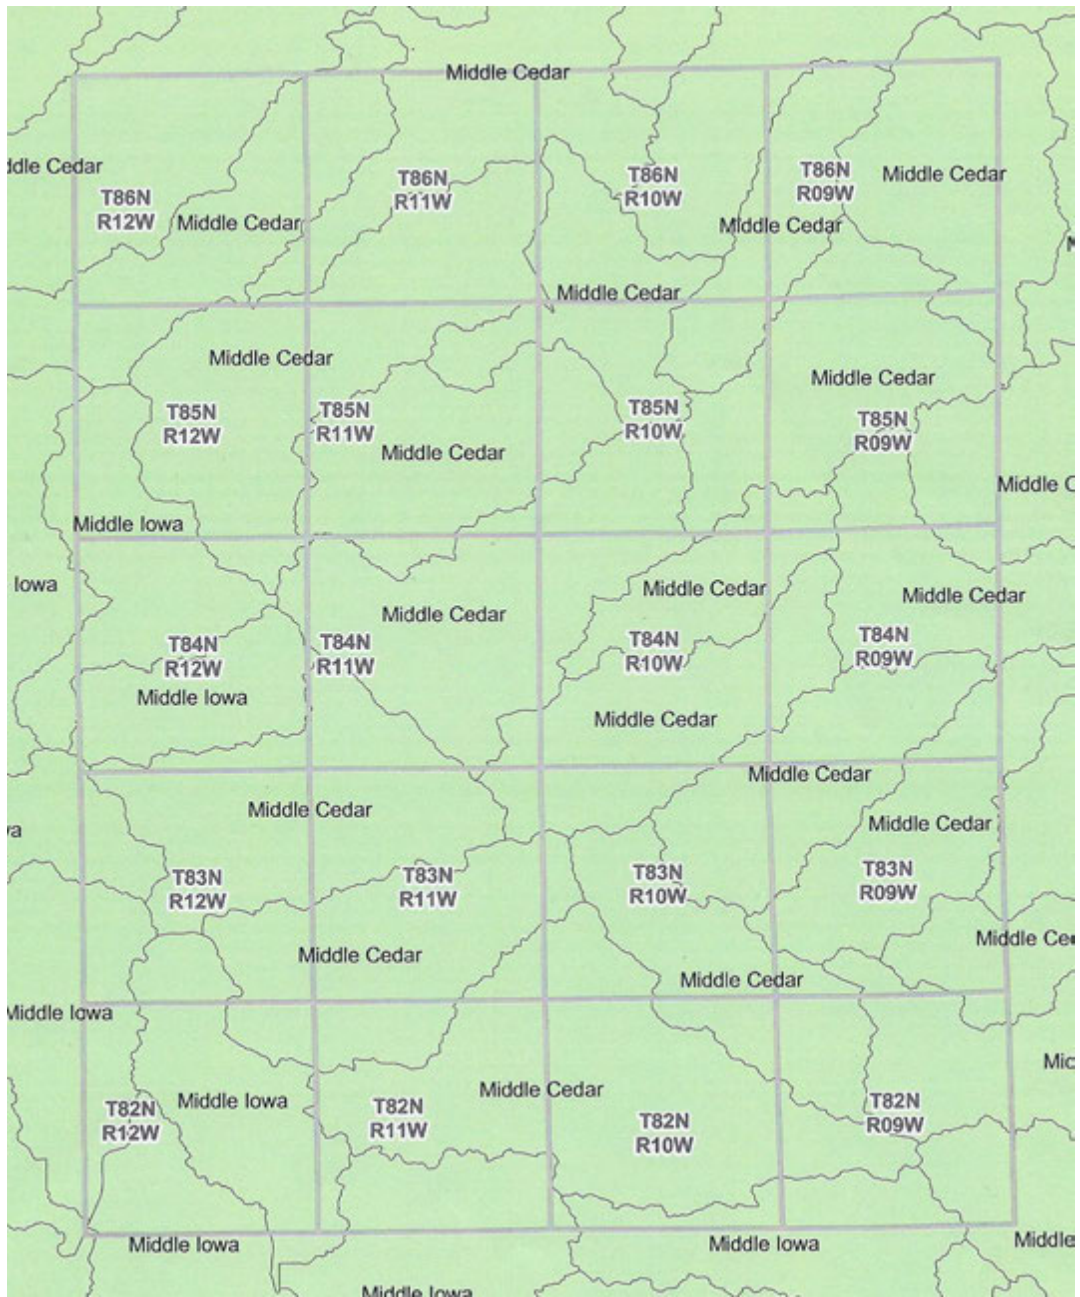 Middle Cedar
ddle Cedar
T86N
R12W
Middle Cedar
T86N
R11W
T86N
R10W
T86N
R09W
Middle Cedar
Middle Cedar
Middle Cedar
Middle Cedar
Middle Cedar
T85N
R12W
T85N
R11W
Middle Cedar
T85N
R10W
T85N
R09W
Middle C
Middle Iowa
Iowa
Middle Cedar
Middle Cedar
Middle Cedar
T84N
R12W
T84N
R11W
T84N
R10W
T84N
R09W
Middle Iowa
Middle Cedar
Middle Cedar
Middle Cedar
Middle Cedar
va
T83N
R12W
T83N
R11W
T83N
R10W
T83N
R09W
Middle Cedar
Middle Ce
Middle Cedar
Middle Iowa
Mic
Middle Cedar
Middle Iowa
T82N
R12W
T82N
R11W
T82N
R10W
T82N
R09W
Middle Iowa
Middle Iowa
Middle
Middle Iowa